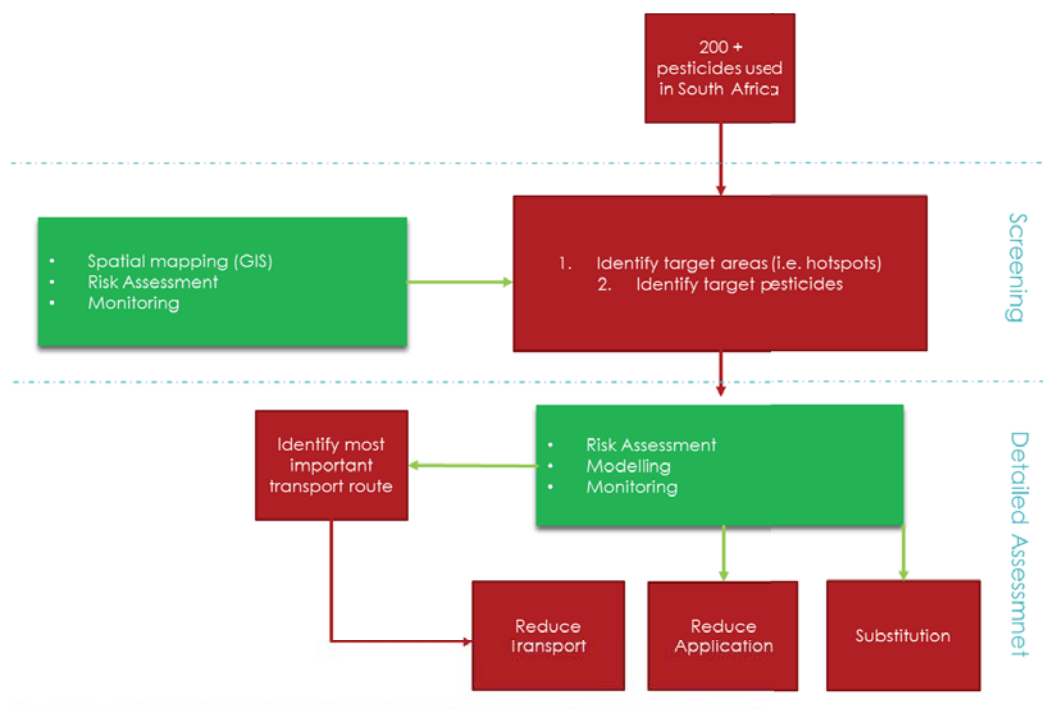 200 +
pesticides used
in South Africa
Screening
• Spatial mapping (GIS)
• Risk Assessment
• Monitoring
1. Identify target areas (i.e. hotspots)
2. Identify target pesticides
Detailed Assessmnet
Identify most
important
transport route
• Risk Assessment
• Modelling
• Monitoring
Reduce
Transport
Reduce
Application
Substitution